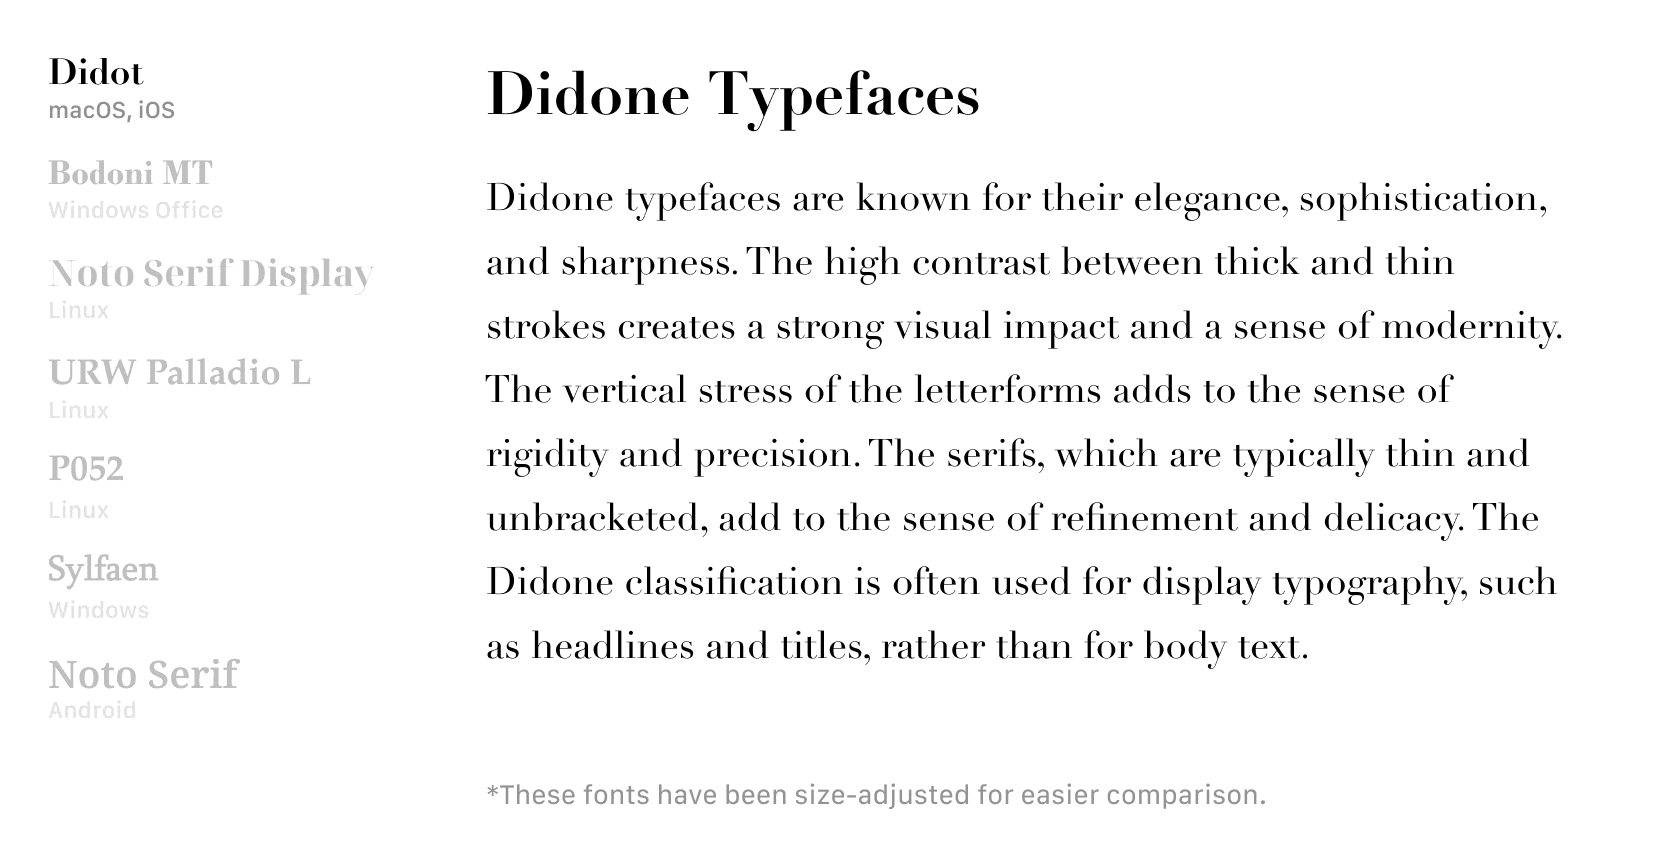 Didot
macOS, iOS
Bodoni MT
Windows Office
Noto Serif Display
Linux
URW Palladio L
Linux
P052
Linux
Sylfaen
Windows
Noto Serif
Android
Didone Typefaces
Didone typefaces are known for their elegance, sophistication,
and sharpness. The high contrast between thick and thin
strokes creates a strong visual impact and a sense of modernity.
The vertical stress of the letterforms adds to the sense of
rigidity and precision. The serifs, which are typically thin and
unbracketed, add to the sense of refinement and delicacy. The
Didone classification is often used for display typography, such
as headlines and titles, rather than for body text.
*These fonts have been size-adjusted for easier comparison.